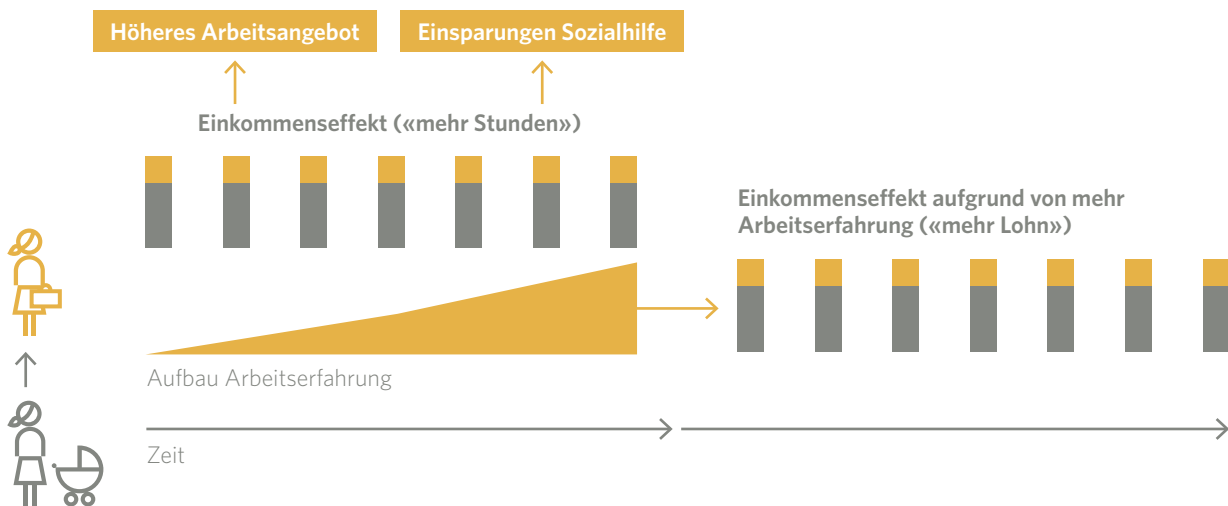 Höheres Arbeitsangebot
Einsparungen Sozialhilfe
Einkommenseffekt («mehr Stunden»)
Einkommenseffekt aufgrund von mehr
Arbeitserfahrung («mehr Lohn»)
Aufbau Arbeitserfahrung
Zeit